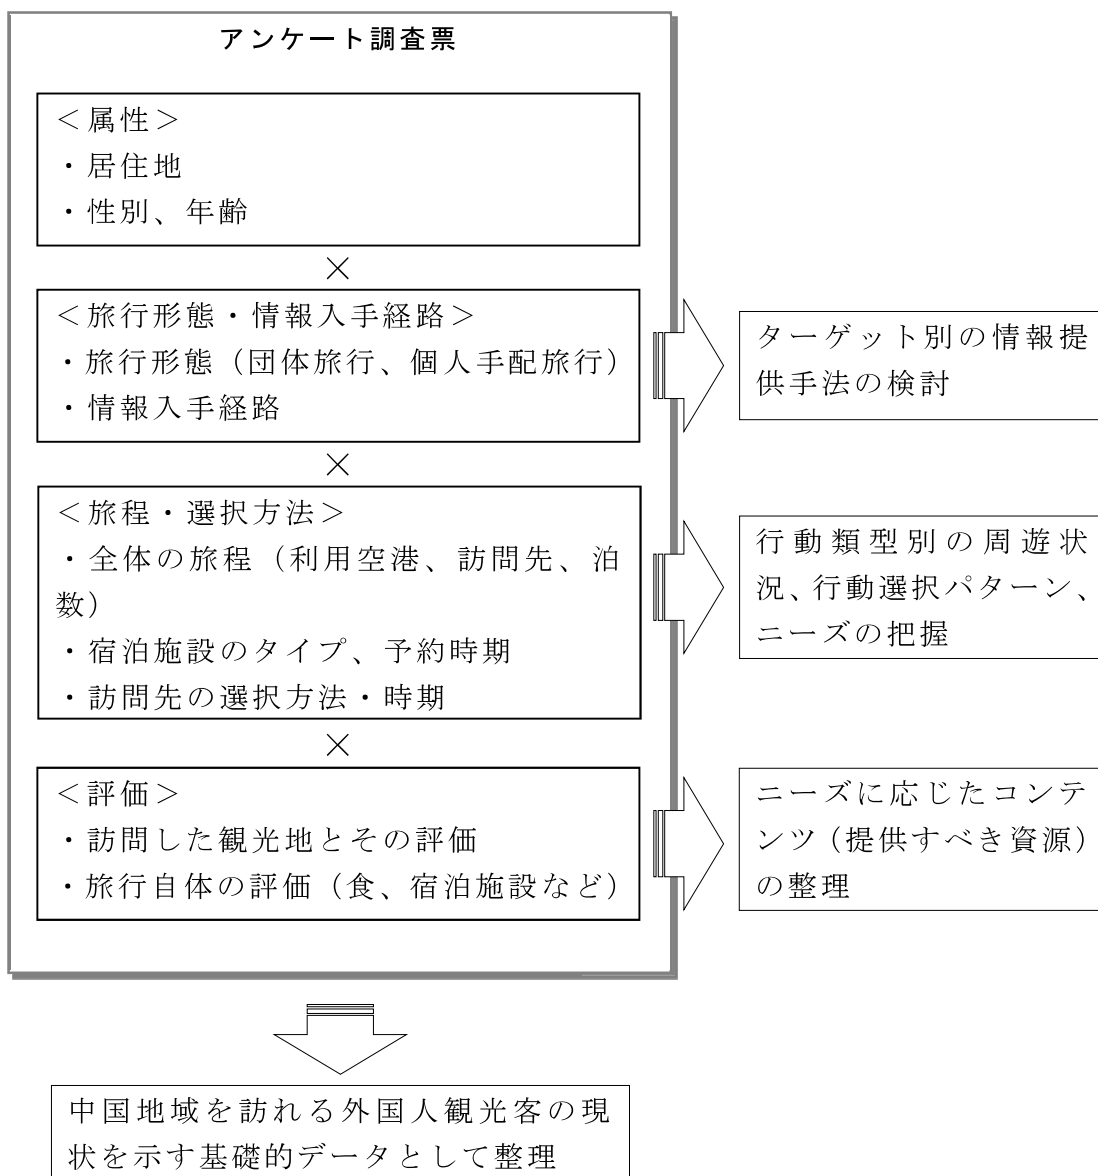 アンケート調査票
＜属性＞
・居住地
・性別、年齢
×
＜旅行形態・情報入手経路＞
・旅行形態（団体旅行、個人手配旅行）
・情報入手経路
×
＜旅程・選択方法＞
・全体の旅程（利用空港、訪問先、泊
数）
・宿泊施設のタイプ、予約時期
・訪問先の選択方法・時期
×
＜評価＞
・訪問した観光地とその評価
・旅行自体の評価（食、宿泊施設など）
ターゲット別の情報提
供手法の検討
行動類型別の周遊状
況、行動選択パターン、
ニーズの把握
ニーズに応じたコンテ
ンツ（提供すべき資源）
の整理
中国地域を訪れる外国人観光客の現
状を示す基礎的データとして整理